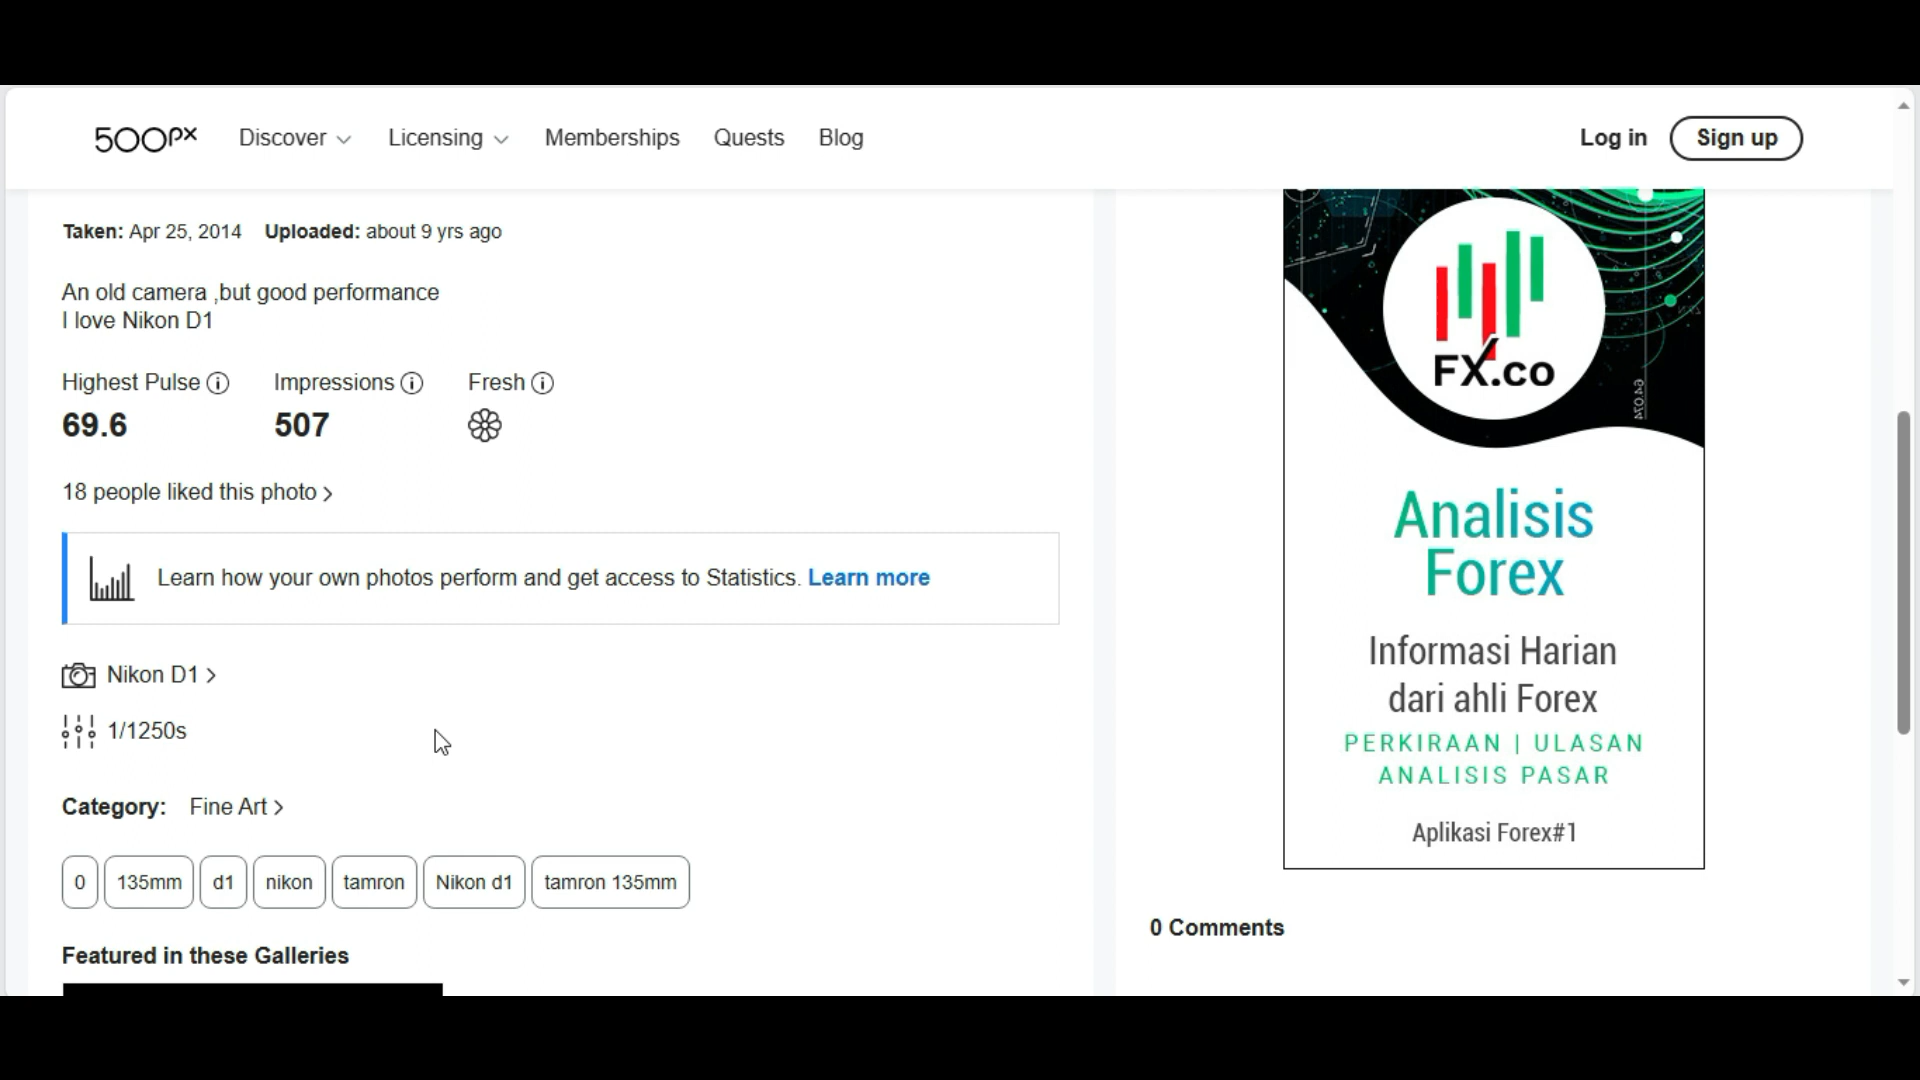 500px Discover Licensing Memberships Quests Blog Log in Sign up
Taken: Apr 25, 2014 Uploaded: about 9 yrs ago
An old camera ,but good performance
I love Nikon D1
Highest Pulse Impressions Fresh
69.6 507
18 people liked this photo
Learn how your own photos perform and get access to Statistics. Learn more
Nikon D1
1/1250s
Category: Fine Art
0 135mm d1 nikon tamron Nikon d1 tamron 135mm
Featured in these Galleries
FX.co
64.074
Analisis
Forex
Informasi Harian
dari ahli Forex
PERKIRAAN | ULASAN
ANALISIS PASAR
Aplikasi Forex#1
0 Comments